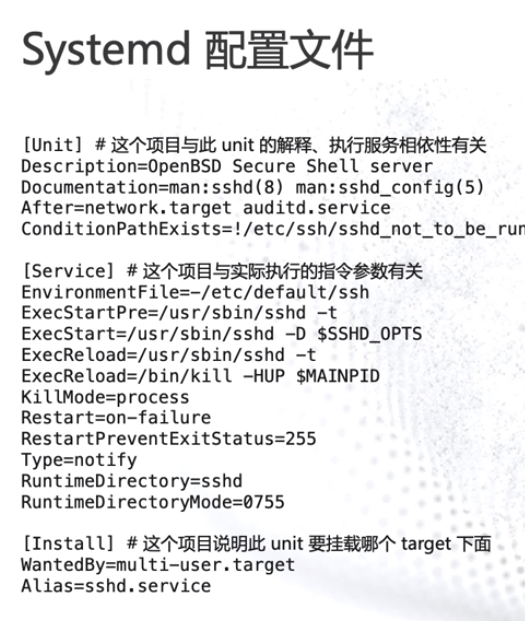 Systemd 配置文件
[Unit] # 这个项目与此 unit 的解释、执行服务相依性有关
Description=OpenBSD Secure Shell server
Documentation=man:sshd(8) man:sshd_config(5)
After=network.target auditd.service
ConditionPathExists=!/etc/ssh/sshd_not_to_be_run
[Service] # 这个项目与实际执行的指令参数有关
EnvironmentFile=-/etc/default/ssh
ExecStartPre=/usr/sbin/sshd -t
ExecStart=/usr/sbin/sshd -D $SSHD_OPTS
ExecReload=/usr/sbin/sshd -t
ExecReload=/bin/kill -HUP $MAINPID
KillMode=process
Restart=on-failure
RestartPreventExitStatus=255
Type=notify
RuntimeDirectory=sshd
RuntimeDirectoryMode=0755
[Install] # 这个项目说明此 unit 要挂载哪个 target 下面
WantedBy=multi-user.target
Alias=sshd.service